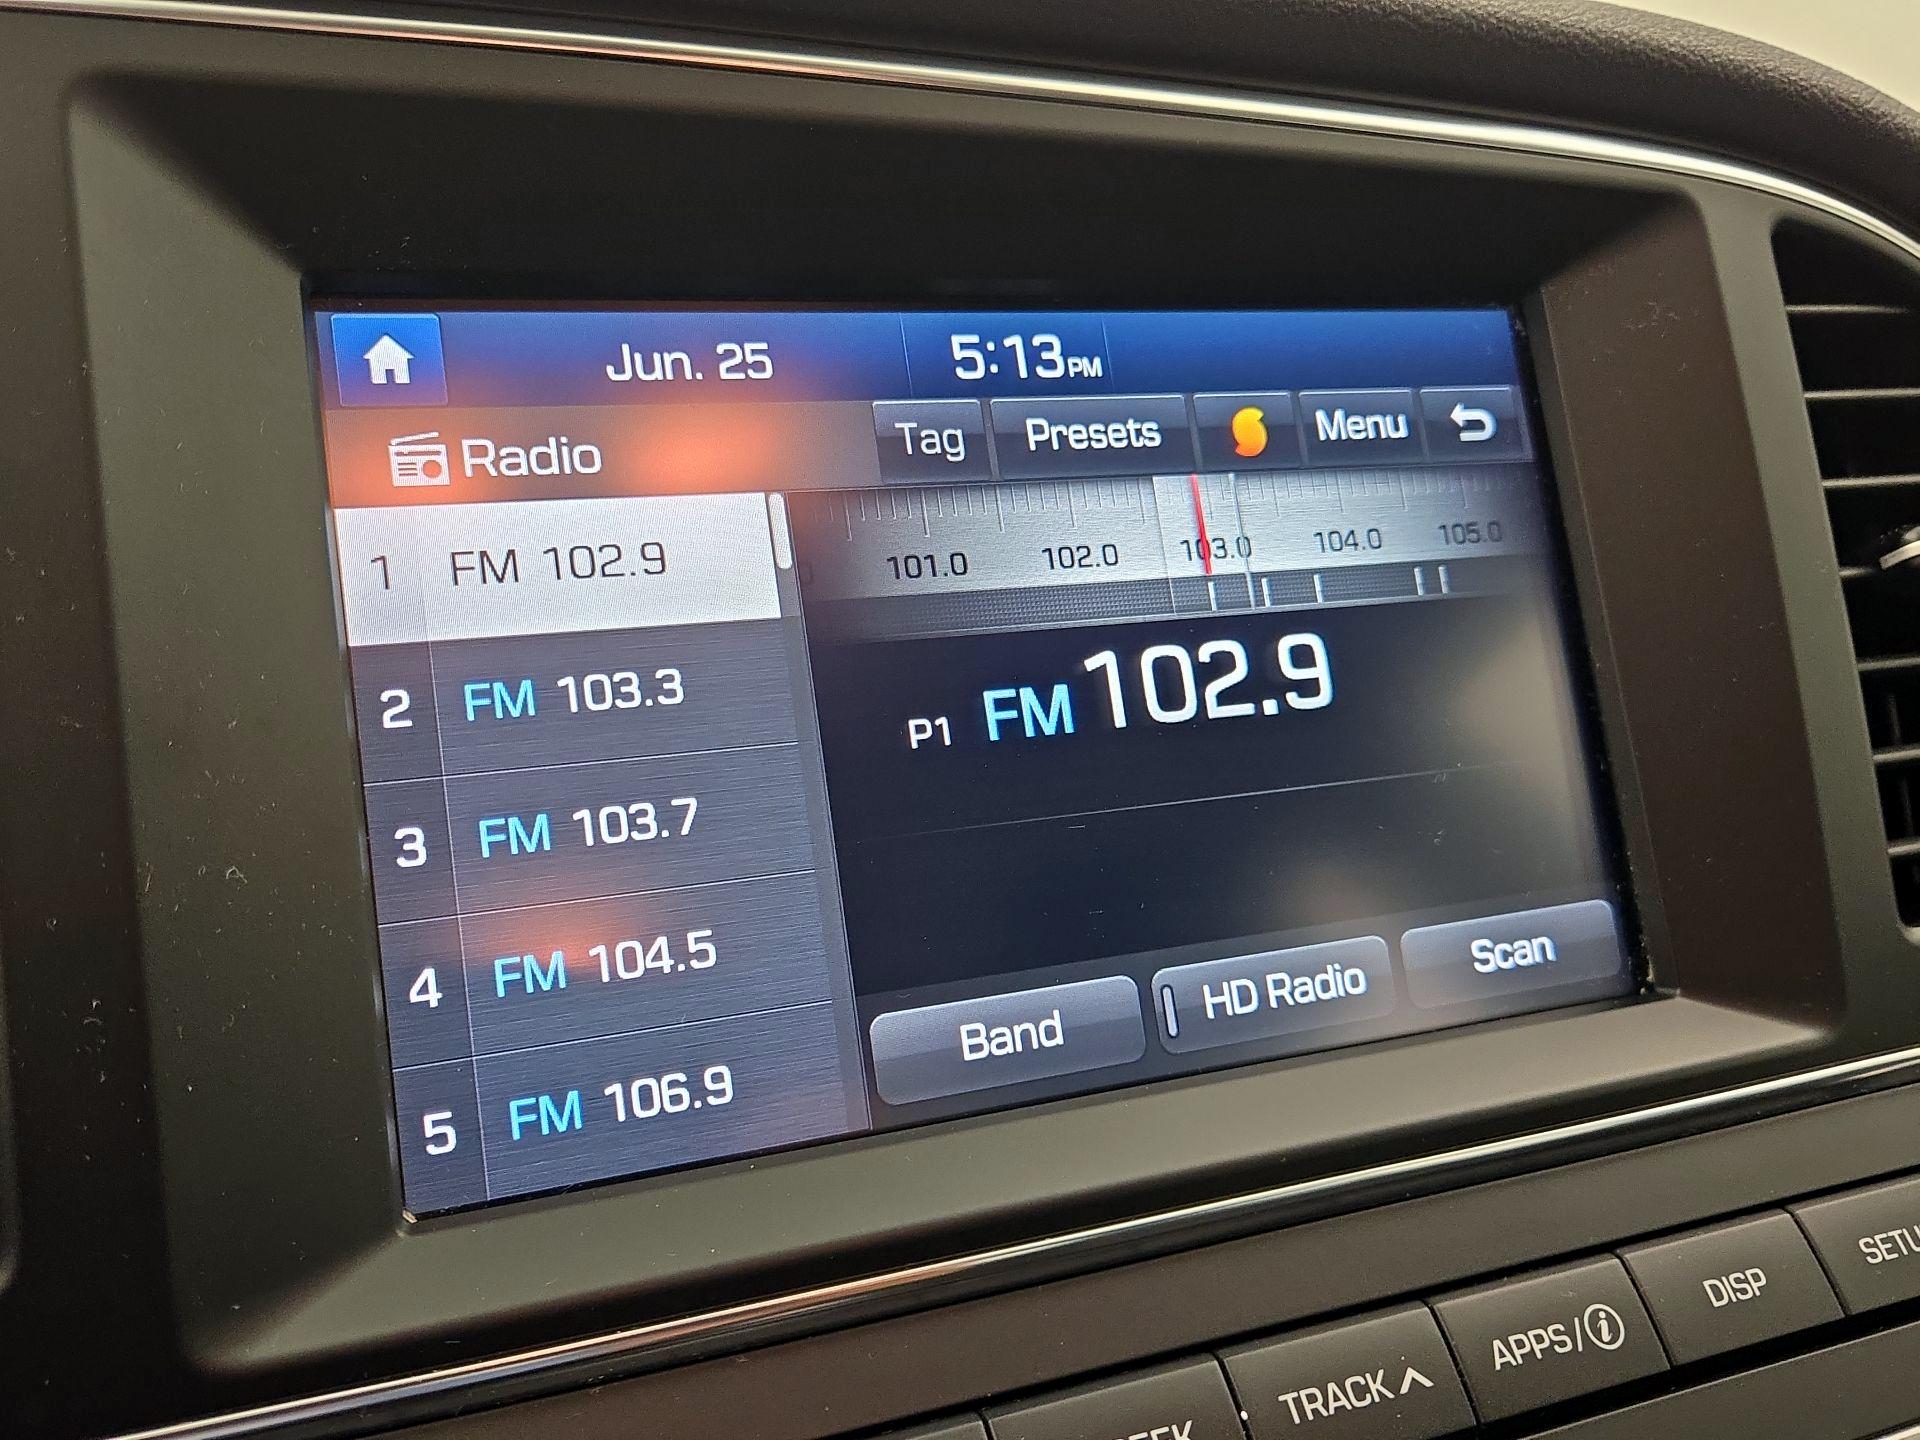 Jun. 25 5:13PM
Radio Tag Presets Menu
101.0 102.0 103.0 104.0 105.0
1 FM 102.9
2 FM 103.3
3 FM 103.7
4 FM 104.5
5 FM 106.9
P1 FM 102.9
Band HD Radio Scan
TRACK APPS/i DISP